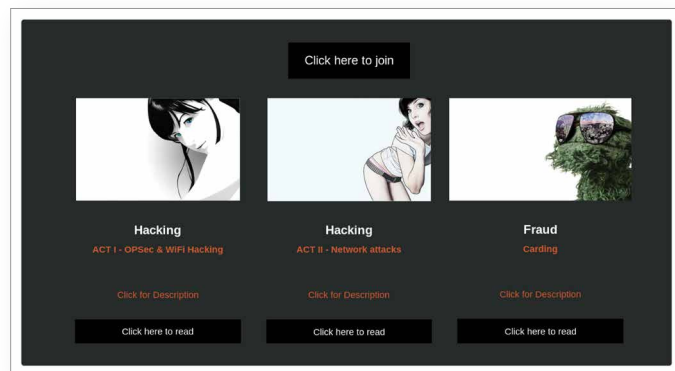 Click here to join
Hacking
ACT I - OPSec & WiFi Hacking
Click for Description
Click here to read
Hacking
ACT II - Network attacks
Click for Description
Click here to read
Fraud
Carding
Click for Description
Click here to read